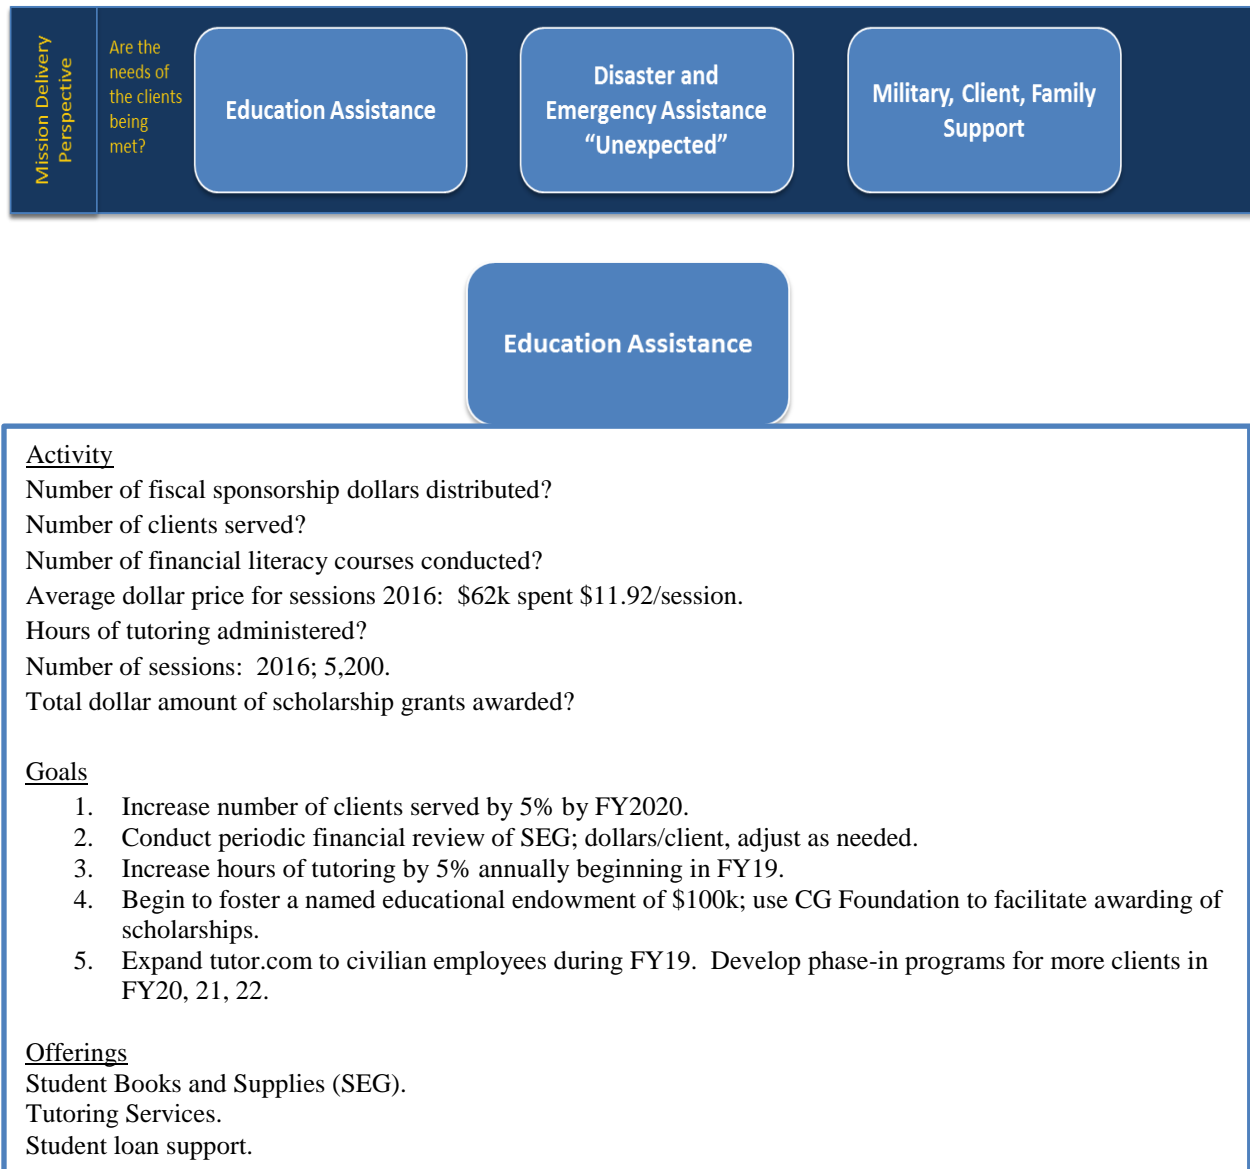 Mission Delivery
Perspective
Are the
needs of
the clients
being
met?
Education Assistance
Disaster and
Emergency Assistance
“Unexpected”
Military, Client, Family
Support
Education Assistance
Activity
Number of fiscal sponsorship dollars distributed?
Number of clients served?
Number of financial literacy courses conducted?
Average dollar price for sessions 2016:  $62k spent $11.92/session.
Hours of tutoring administered?
Number of sessions:  2016; 5,200.
Total dollar amount of scholarship grants awarded?
Goals
1. Increase number of clients served by 5% by FY2020.
2. Conduct periodic financial review of SEG; dollars/client, adjust as needed.
3. Increase hours of tutoring by 5% annually beginning in FY19.
4. Begin to foster a named educational endowment of $100k; use CG Foundation to facilitate awarding of
scholarships.
5. Expand tutor.com to civilian employees during FY19.  Develop phase-in programs for more clients in
FY20, 21, 22.
Offerings
Student Books and Supplies (SEG).
Tutoring Services.
Student loan support.